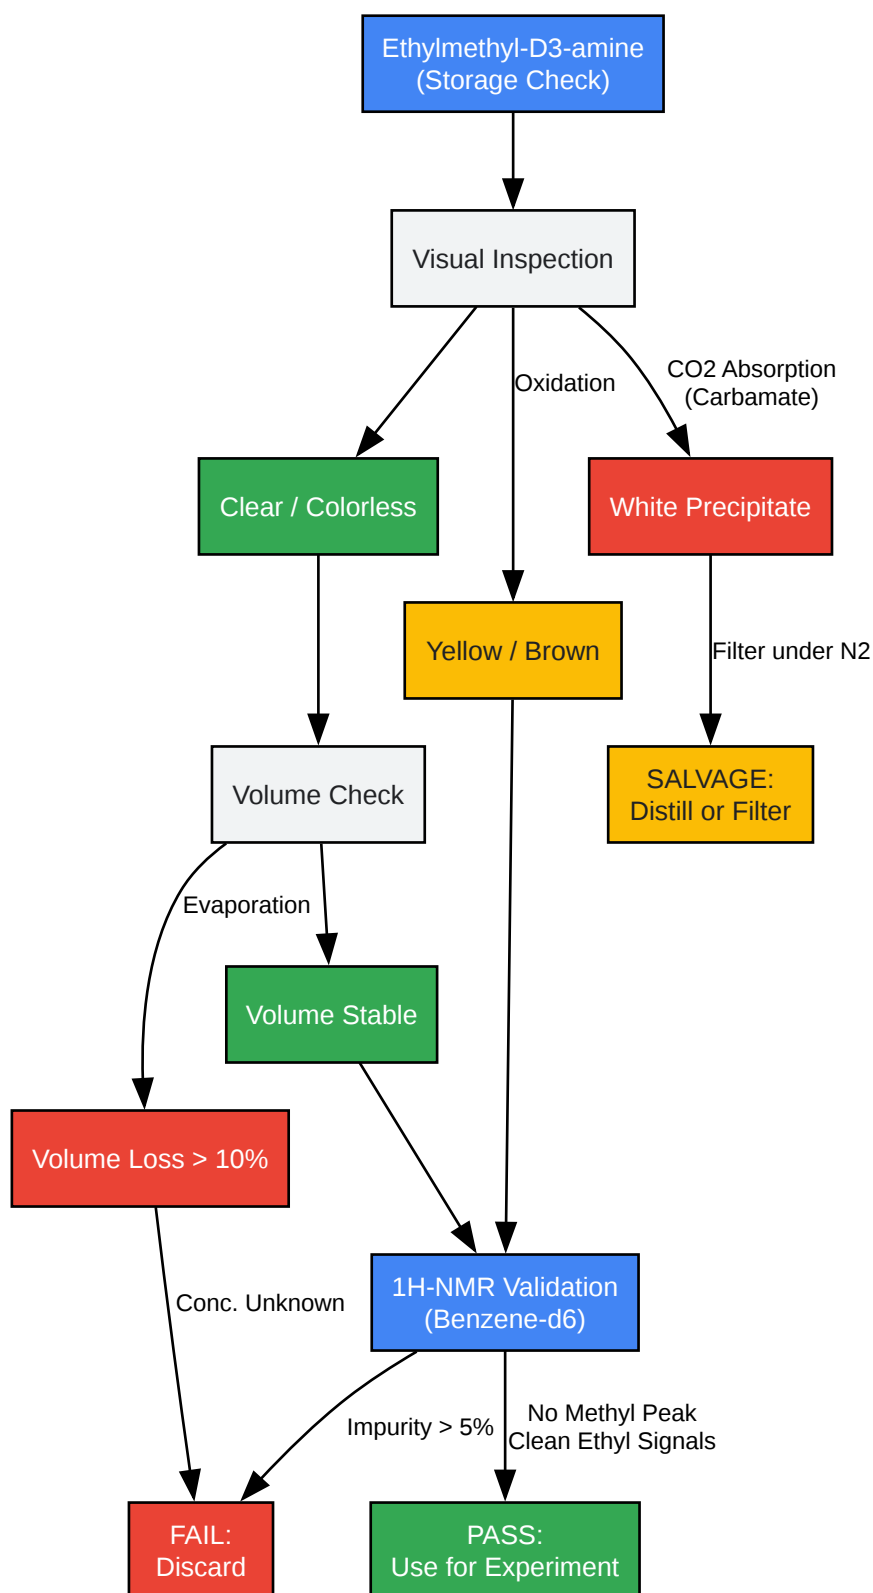 Ethylmethyl-D3-amine
(Storage Check)
Visual Inspection
Oxidation
CO2 Absorption
(Carbamate)
Clear / Colorless
White Precipitate
Yellow / Brown
Filter under N2
Volume Check
SALVAGE:
Distill or Filter
Evaporation
Volume Stable
Volume Loss > 10%
1H-NMR Validation
(Benzene-d6)
Conc. Unknown
Impurity > 5%
No Methyl Peak
Clean Ethyl Signals
FAIL:
Discard
PASS:
Use for Experiment